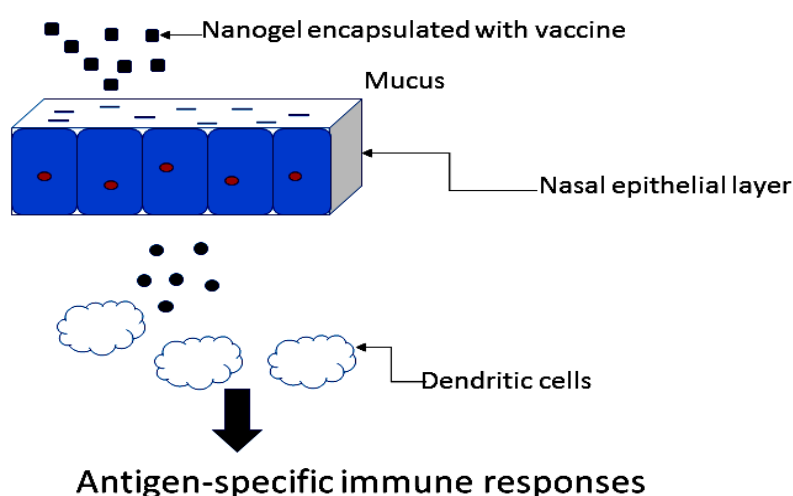 Nanogel encapsulated with vaccine
Mucus
Nasal epithelial layer
Dendritic cells
Antigen-specific immune responses